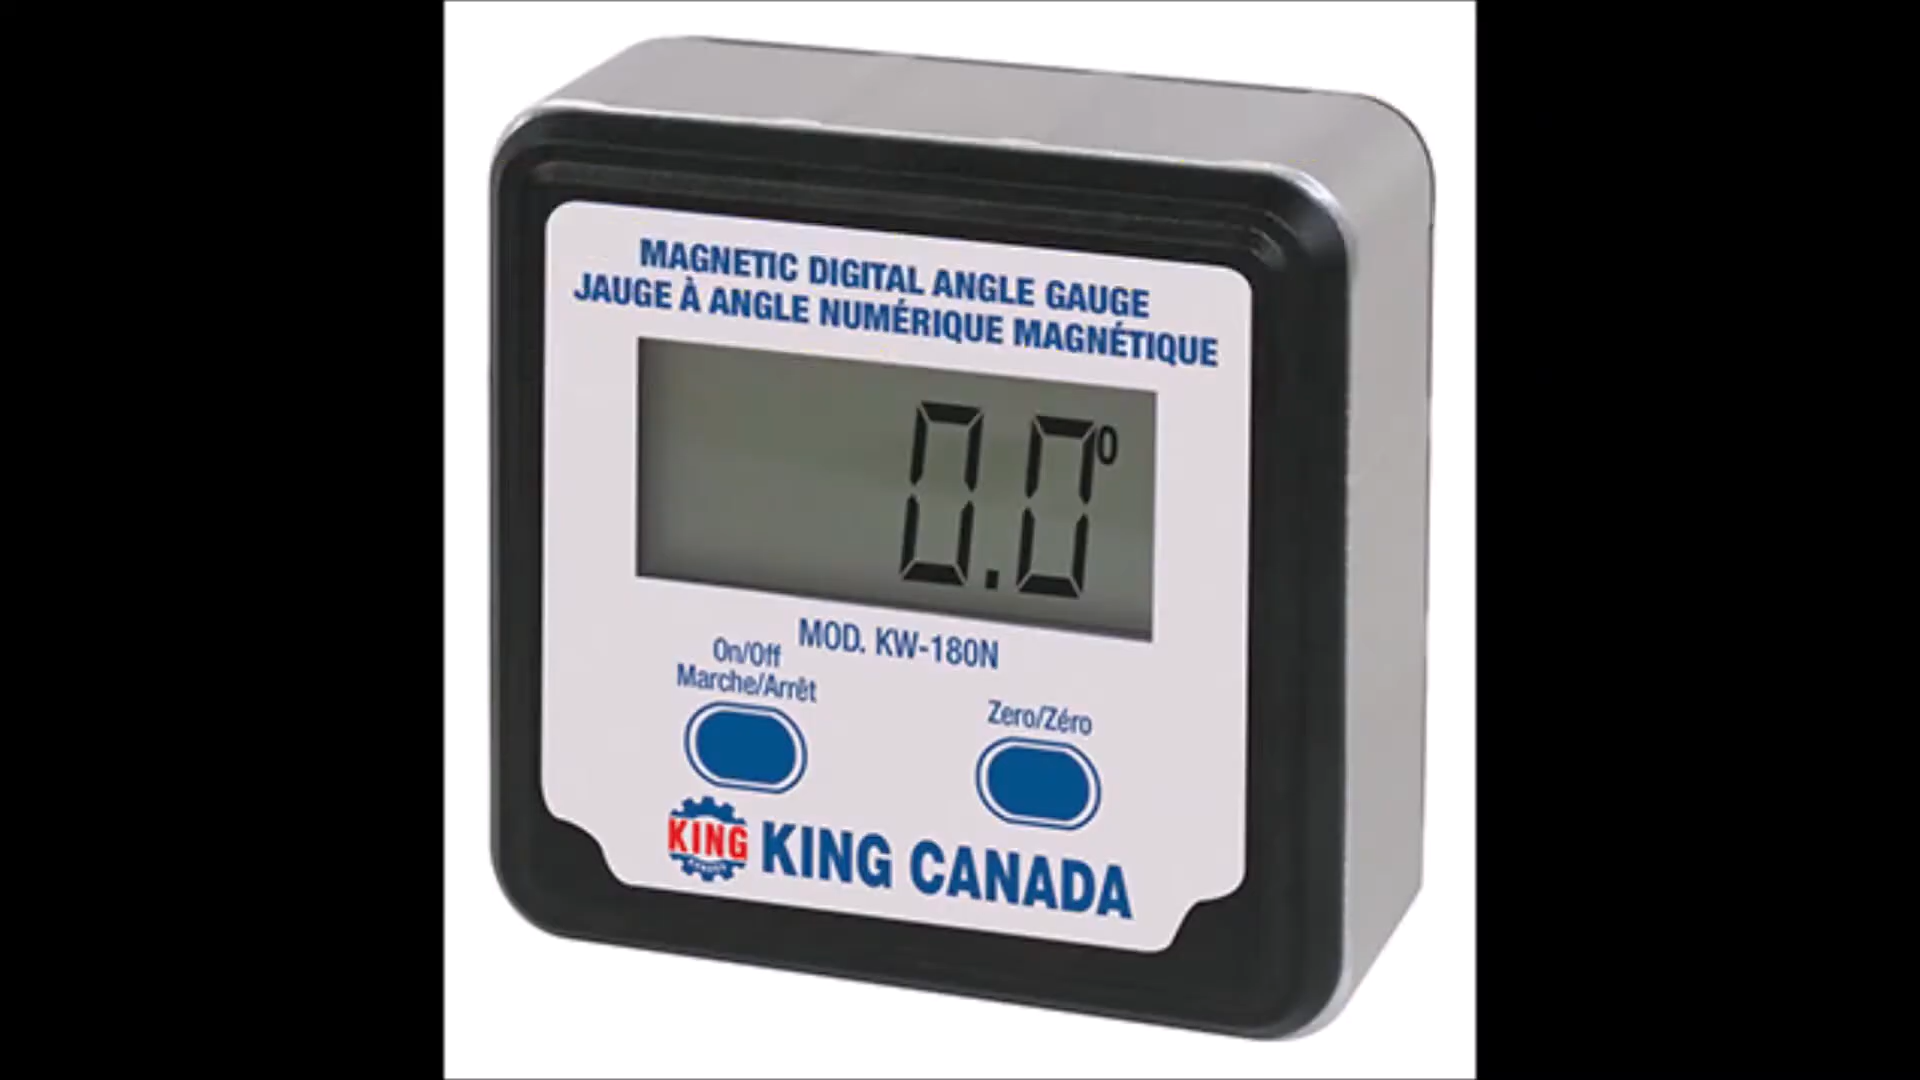 MAGNETIC DIGITAL ANGLE GAUGE
JAUGE À ANGLE NUMÉRIQUE MAGNÉTIQUE
0.0°
MOD. KW-180N
On/Off
Marche/Arrêt
Zero/Zéro
KING
KING CANADA